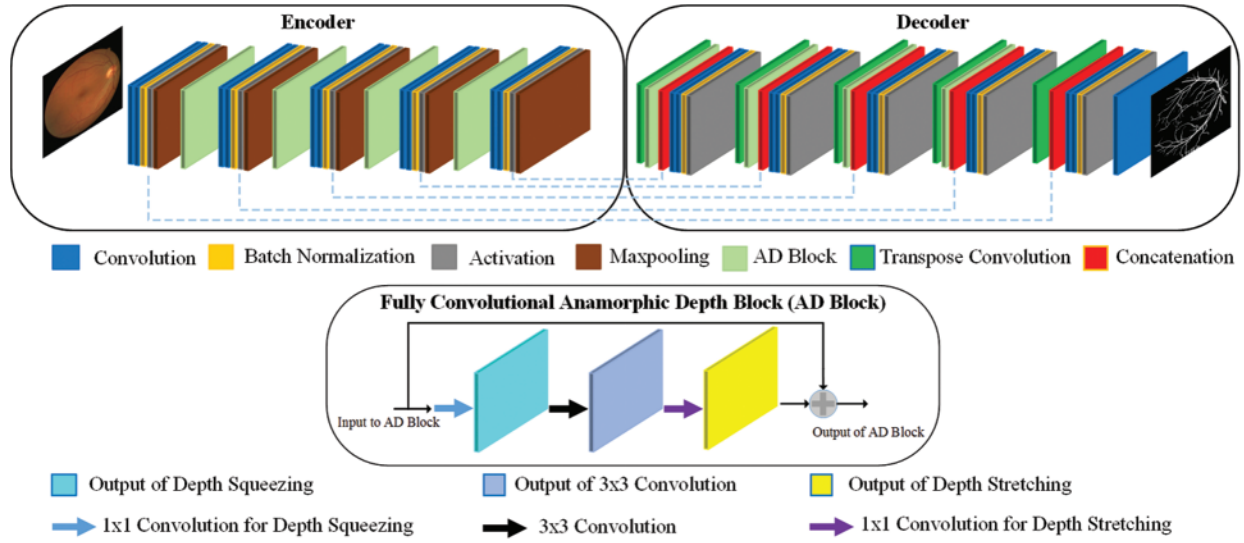 Encoder
Decoder
Convolution
Batch Normalization
Activation
Maxpooling
AD Block
Transpose Convolution
Concatenation
Fully Convolutional Anamorphic Depth Block (AD Block)
Input to AD Block
Output of AD Block
Output of Depth Squeezing
Output of 3x3 Convolution
Output of Depth Stretching
1x1 Convolution for Depth Squeezing
3x3 Convolution
1x1 Convolution for Depth Stretching